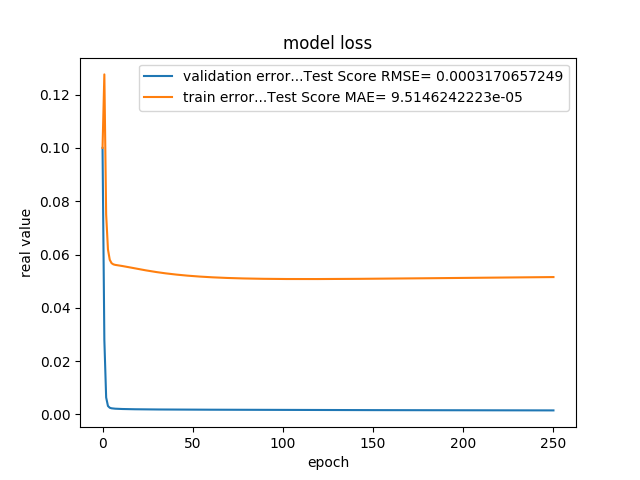 model loss
validation error...Test Score RMSE= 0.0003170657249
train error...Test Score MAE= 9.5146242223e-05
0.12
0.10
0.08
0.06
0.04
0.02
0.00
real value
0 50 100 150 200 250
epoch